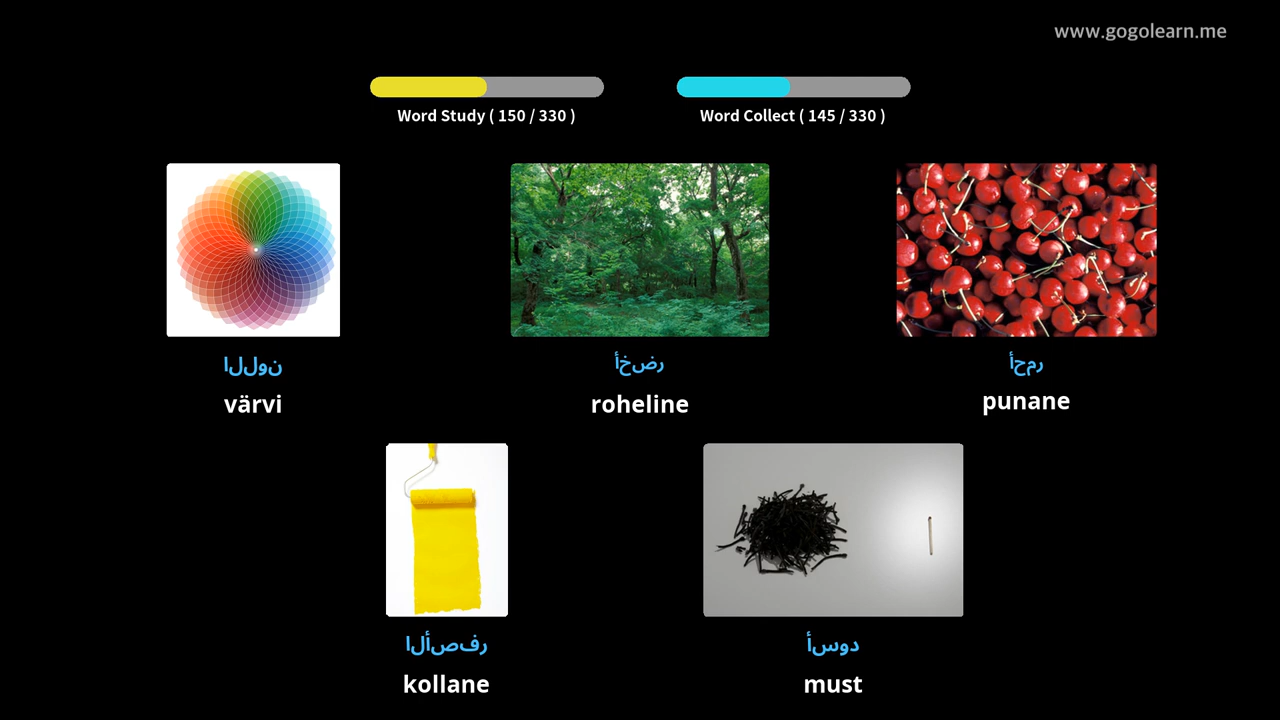 www.gogolearn.me
Word Study ( 150 / 330 )
Word Collect ( 145 / 330 )
اللون
أخضر
أحمر
värvi
roheline
punane
الأصفر
أسود
kollane
must